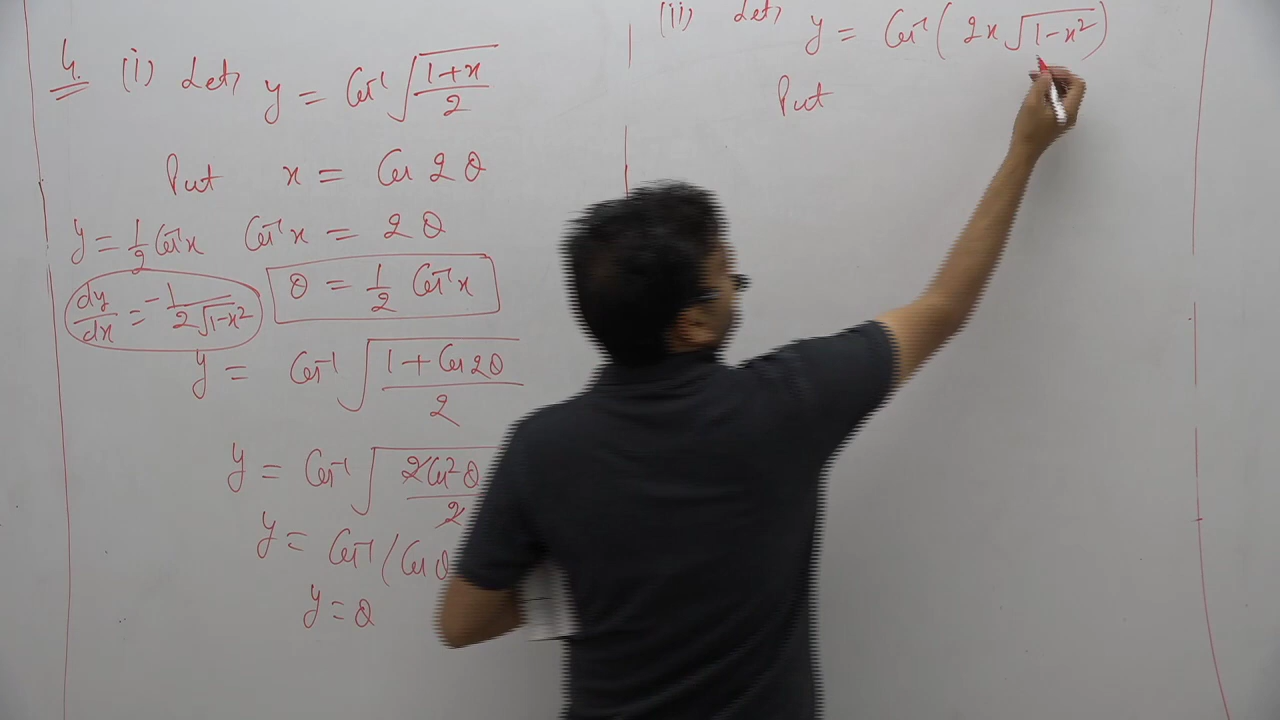 4. (i) Let, y = Cos⁻¹ √((1+x)/2)
Put x = Cos 2θ
y = 1/2 Cos⁻¹x Cos⁻¹x = 2θ
dy/dx = -1/(2√(1-x²)) θ = 1/2 Cos⁻¹x
y = Cos⁻¹ √((1 + Cos 2θ)/2)
y = Cos⁻¹ √((2Cos²θ)/2)
y = Cos⁻¹ (Cos θ
y = θ
(ii) Let, y = Cos⁻¹ (2x √(1-x²))
Put